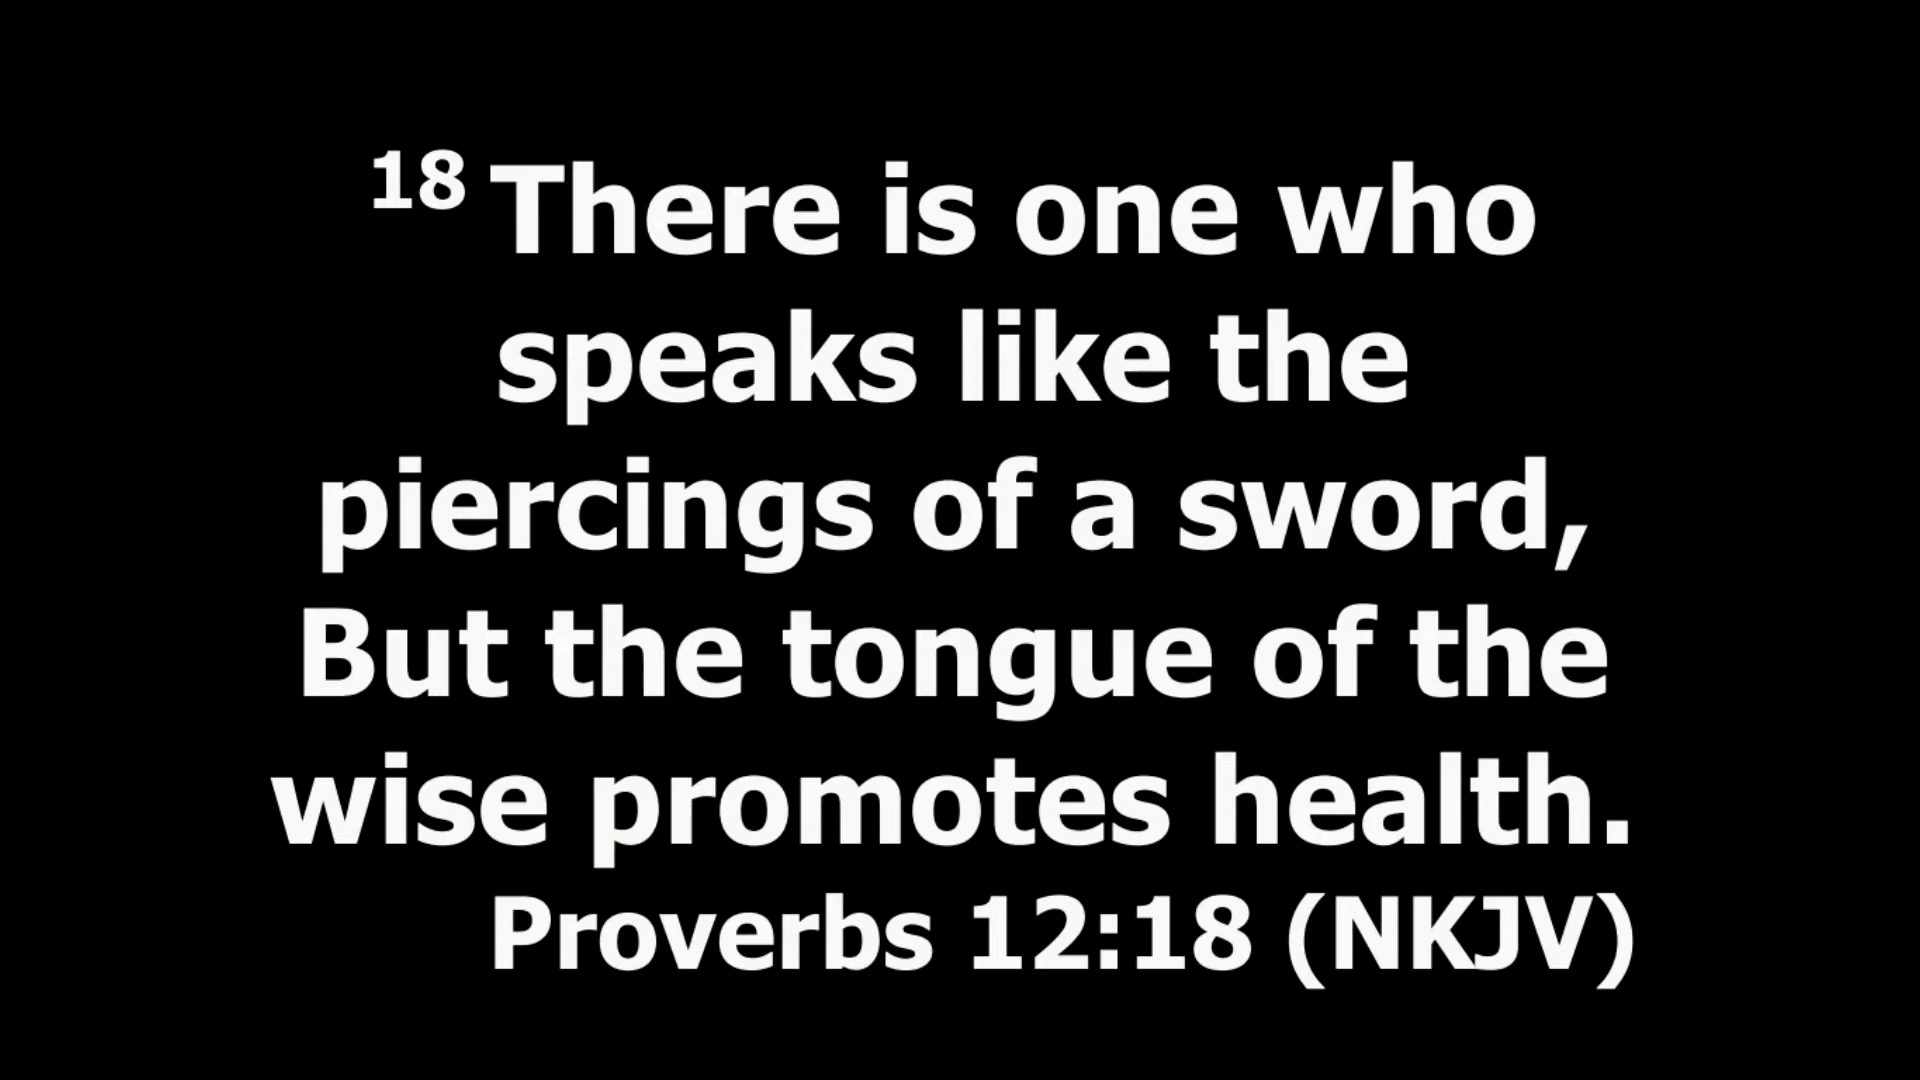 18 There is one who
speaks like the
piercings of a sword,
But the tongue of the
wise promotes health.
Proverbs 12:18 (NKJV)